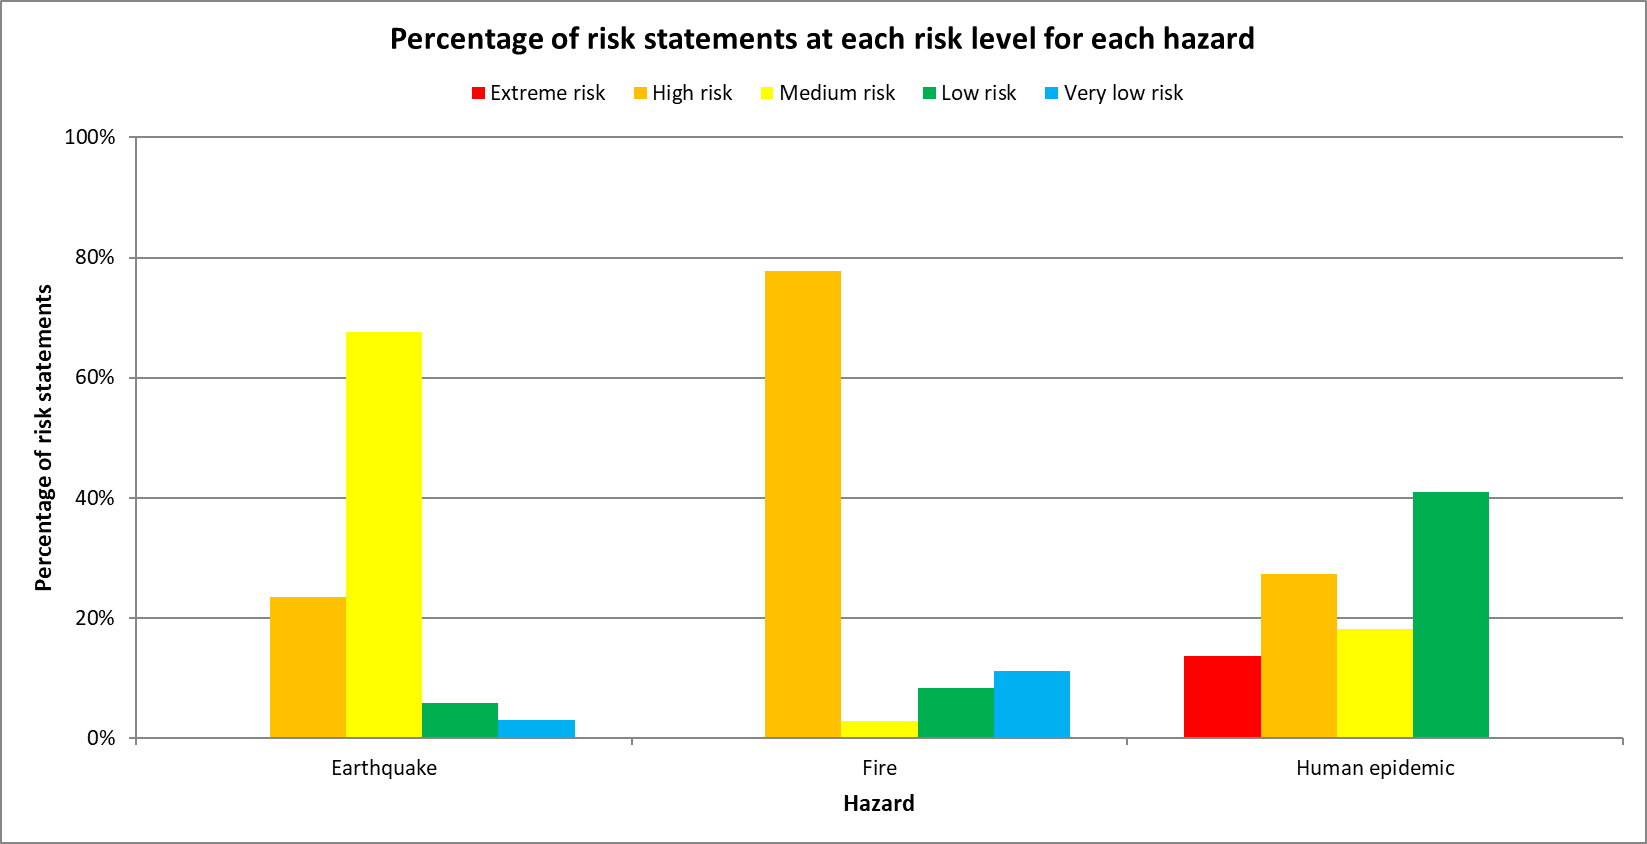 Percentage of risk statements at each risk level for each hazard
Extreme risk High risk Medium risk Low risk Very low risk
100%
80%
60%
40%
20%
0%
Percentage of risk statements
Earthquake Fire Human epidemic
Hazard